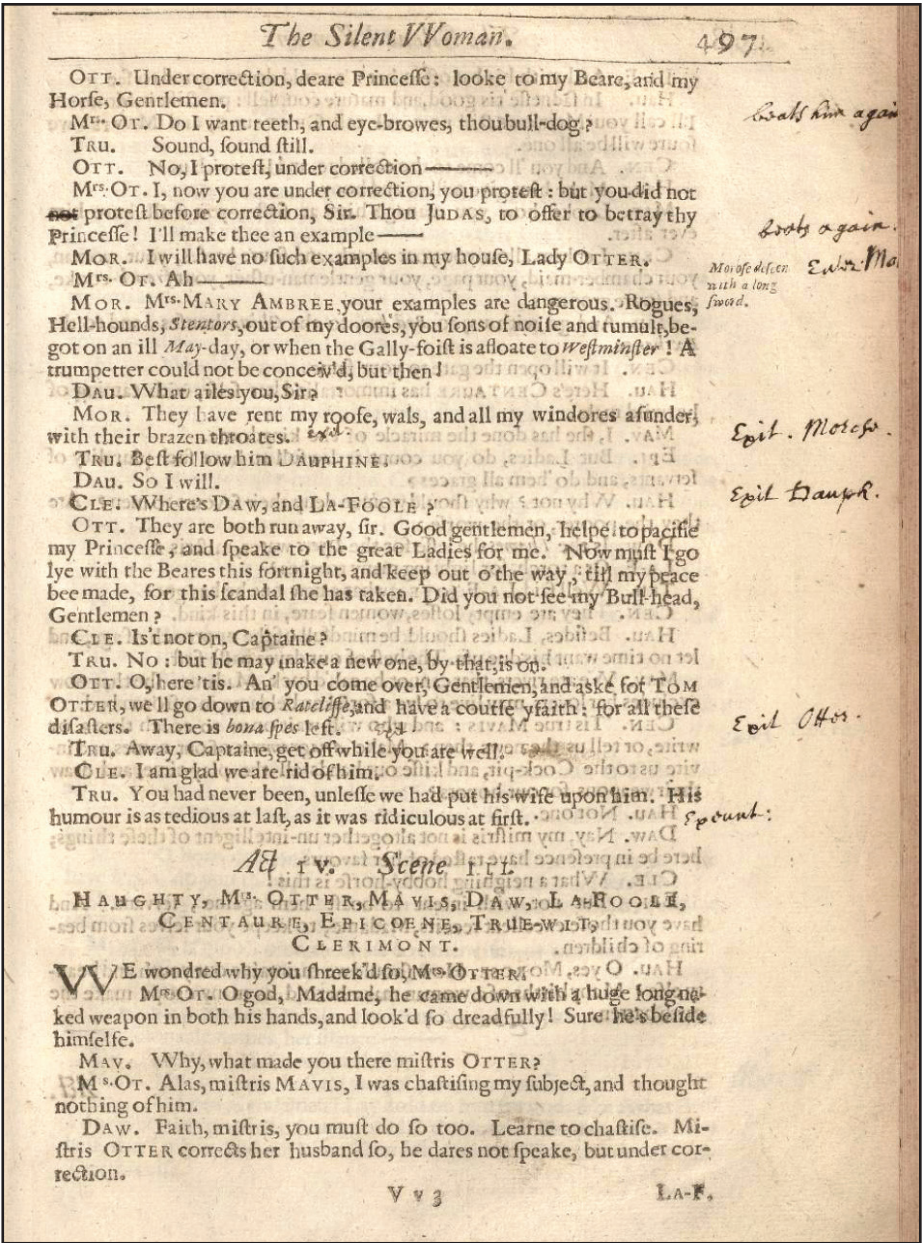 The Silent VVoman. 497
OTT. Under correction, deare Princesse: looke to my Beare, and my
Horse, Gentlemen.
Mrs. OT. Do I want teeth, and eye-browes, thou bull-dog? beats him again
TRU. Sound, sound still.
OTT. No, I protest, under correction——
Mrs. OT. I, now you are under correction, you protest: but you did not
not protest before correction, Sir. Thou JUDAS, to offer to betray thy
Princesse! I'll make thee an example—— beats again.
MOR. I will have no such examples in my house, Lady OTTER.
Mrs. OT. Ah——
Morose descen
with a long
sword.
Enter Mo
MOR. Mrs. MARY AMBREE, your examples are dangerous. Rogues,
Hell-hounds, Stentors, out of my doores, you sons of noise and tumult, be-
got on an ill May-day, or when the Gally-foist is afloate to Westminster! A
trumpetter could not be conceiv'd, but then!
DAU. What ailes you, Sir?
MOR. They have rent my roofe, wals, and all my windores asunder,
with their brazen throates. exit. Exit. Morose.
TRU. Best follow him DAUPHINE.
DAU. So I will. Exit Dauph.
CLE. Where's DAW, and LA-FOOLE?
OTT. They are both run away, sir. Good gentlemen, helpe to pacifie
my Princesse, and speake to the great Ladies for me. Now must I go
lye with the Beares this fortnight, and keep out o'the way, till my peace
bee made, for this scandal she has taken. Did you not see my Bull-head,
Gentlemen?
CLE. Is't not on, Captaine?
TRU. No: but he may make a new one, by that, is on.
OTT. O, here 'tis. An' you come over, Gentlemen, and aske for TOM
OTTER, we'll go down to Ratcliffe, and have a course yfaith: for all these
disasters. There is bona spes left. Exit Exit Otter.
TRU. Away, Captaine, get off while you are well.
CLE. I am glad we are rid of him.
TRU. You had never been, unlesse we had put his wife upon him. His
humour is as tedious at last, as it was ridiculous at first. Exeunt:
Act IV. Scene III.
HAUGHTY, Ms. OTTER, MAVIS, DAW, LA-FOOLE,
CENTAURE, EPICOENE, TRUE-WIT,
CLERIMONT.
WE wondred why you shreek'd so, Mrs OTTER.
Mrs OT. O god, Madame, he came down with a huge long na-
ked weapon in both his hands, and look'd so dreadfully! Sure he's beside
himselfe.
MAV. Why, what made you there mistris OTTER?
Ms. OT. Alas, mistris MAVIS, I was chastising my subject, and thought
nothing of him.
DAW. Faith, mistris, you must do so too. Learne to chastise. Mi-
stris OTTER corrects her husband so, he dares not speake, but under cor-
rection.
V v 3 LA-F.